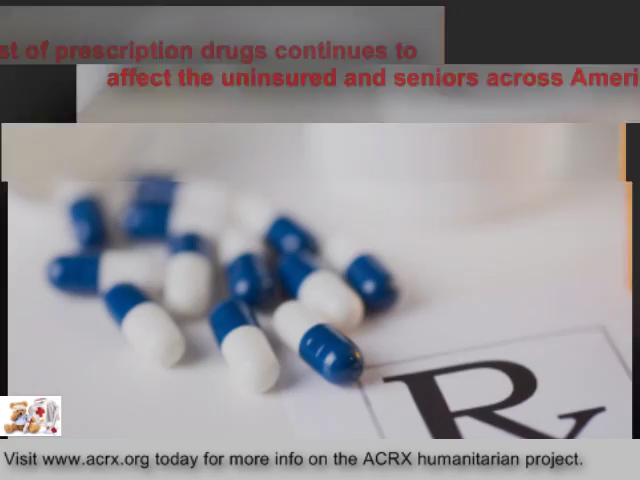 st of prescription drugs continues to
affect the uninsured and seniors across Ameri
R
Visit www.acrx.org today for more info on the ACRX humanitarian project.